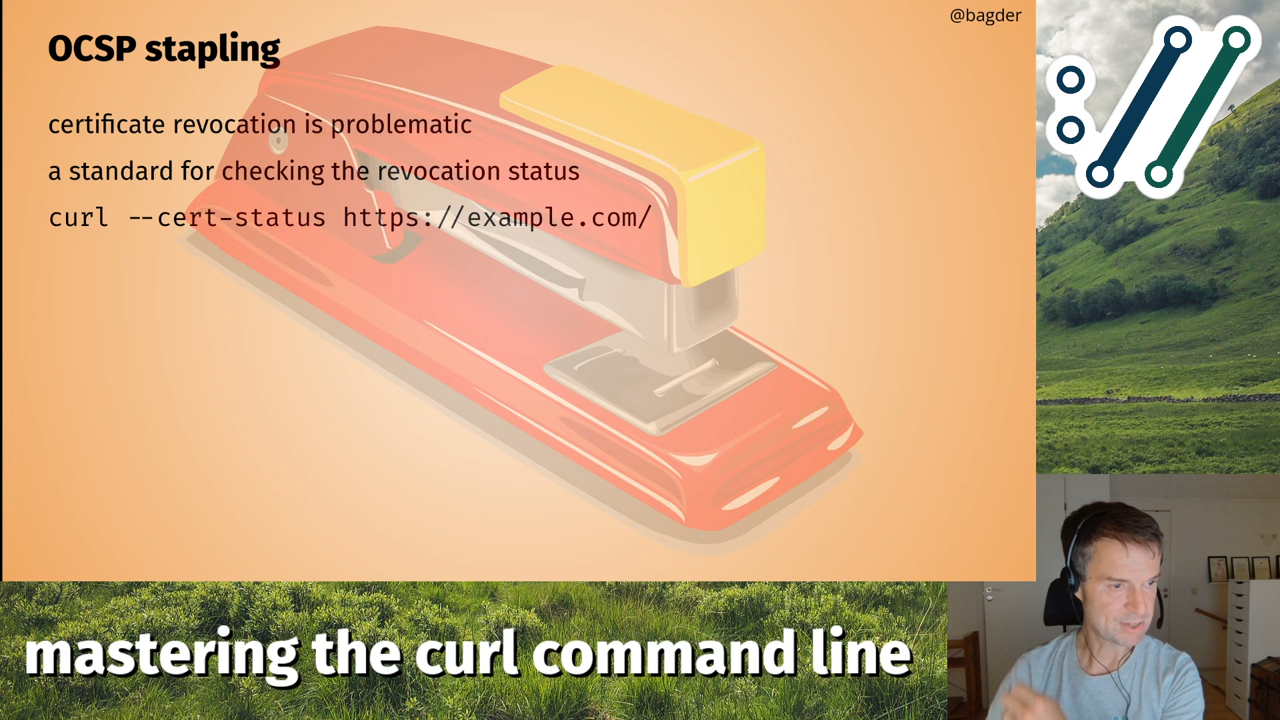 @bagder
OCSP stapling
certificate revocation is problematic
a standard for checking the revocation status
curl --cert-status https://example.com/
mastering the curl command line